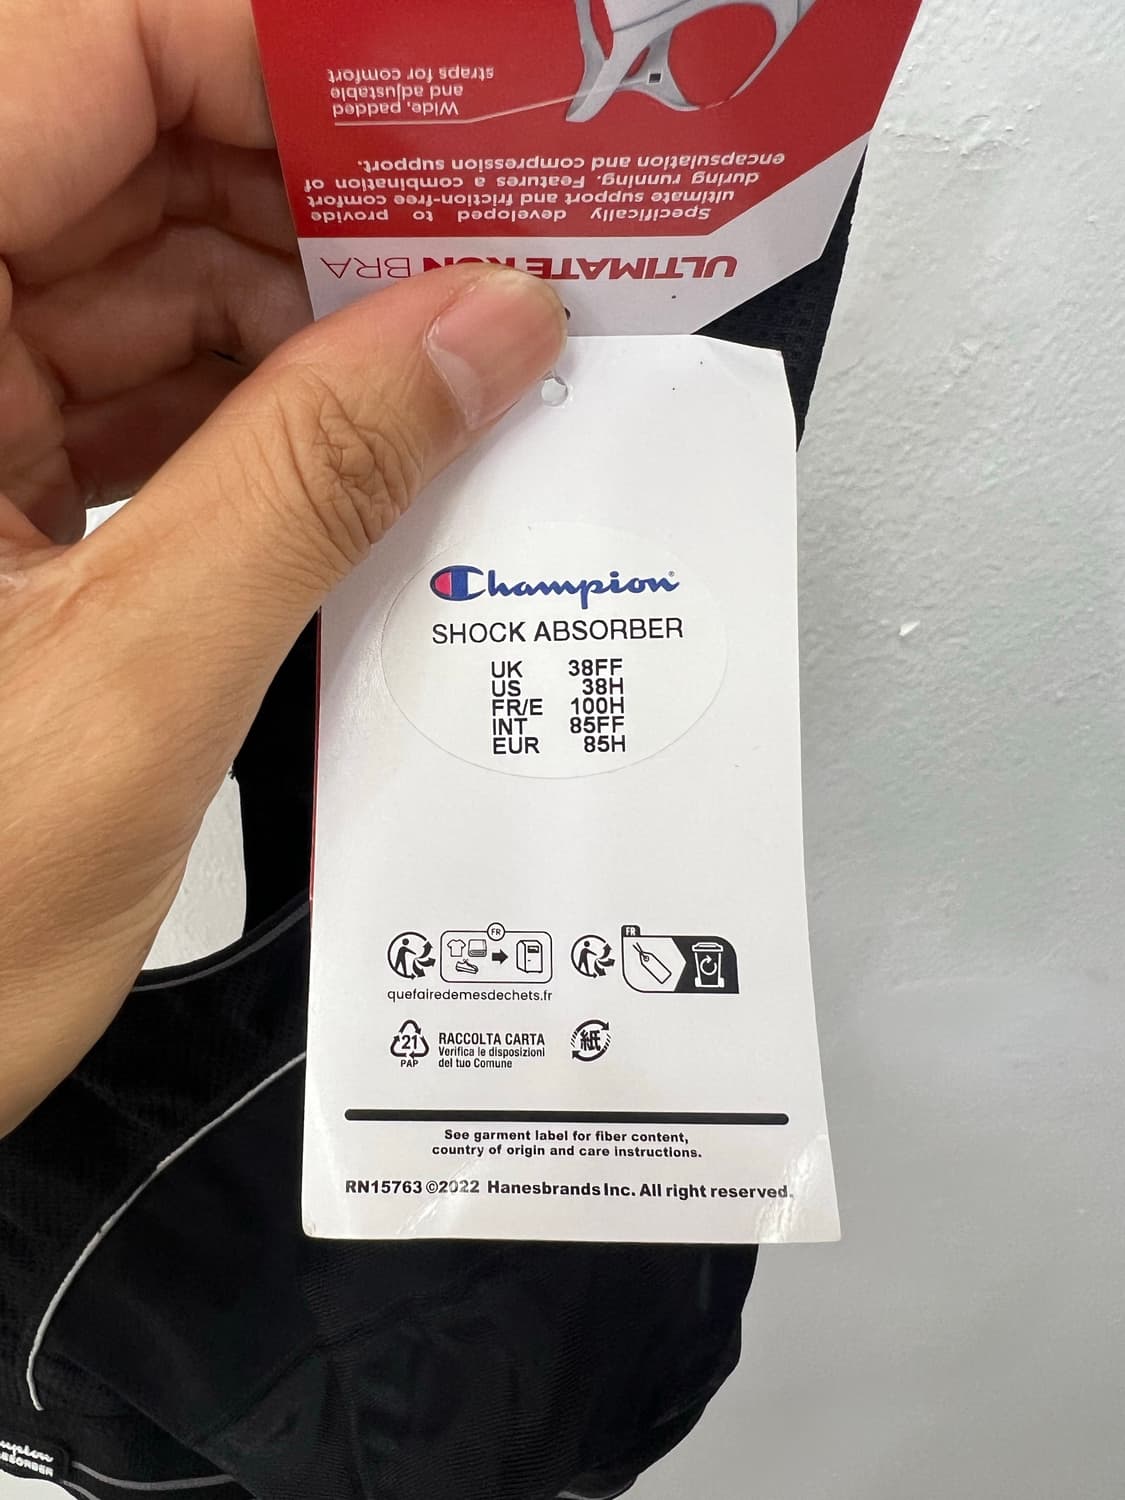 Wide, padded
and adjustable
straps for comfort
ULTIMATE RUN BRA
Specifically developed to provide
ultimate support and friction-free comfort
during running. Features a combination of
encapsulation and compression support.
Champion®
SHOCK ABSORBER
UK 38FF
US 38H
FR/E 100H
INT 85FF
EUR 85H
FR
FR
quefairedemesdechets.fr
21
PAP
RACCOLTA CARTA
Verifica le disposizioni
del tuo Comune
紙
See garment label for fiber content,
country of origin and care instructions.
RN15763 ©2022 Hanesbrands Inc. All right reserved.